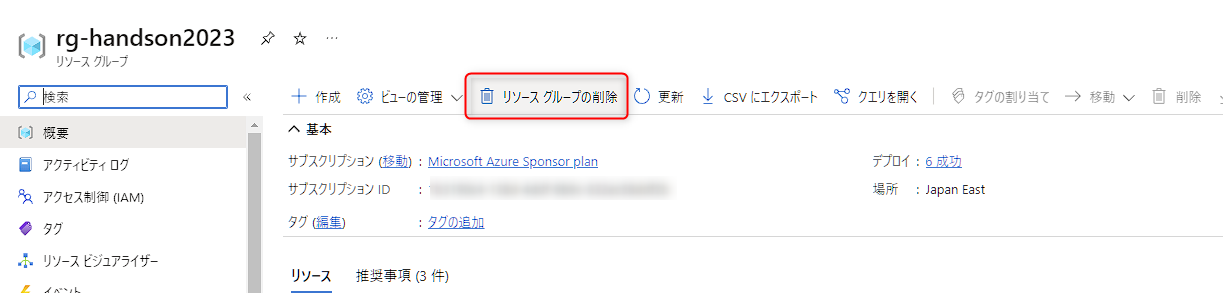 rg-handson2023 ...
リソース グループ
検索 «
作成 ビューの管理 リソース グループの削除 更新 CSV にエクスポート クエリを開く タグの割り当て 移動 削除
概要
アクティビティ ログ
アクセス制御 (IAM)
タグ
リソース ビジュアライザー
イベント
基本
サブスクリプション (移動) : Microsoft Azure Sponsor plan デプロイ : 6 成功
サブスクリプション ID : 場所 : Japan East
タグ (編集) : タグの追加
リソース 推奨事項 (3 件)